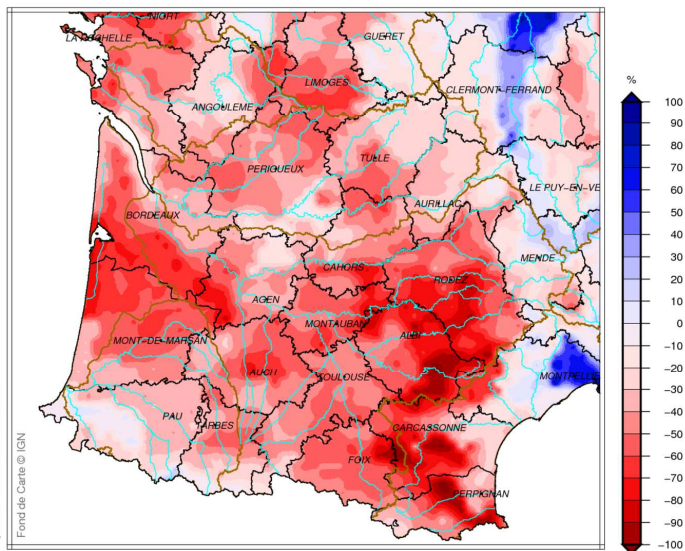 NIORT
LA ROCHELLE
GUERET
LIMOGES
CLERMONT-FERRAND
ANGOULEME
PERIGUEUX
TULLE
LE PUY-EN-VE
AURILLAC
BORDEAUX
MENDE
CAHORS
RODE
AGEN
MONTAUBAN
ALBI
MONT-DE-MARSAN
AUCH
TOULOUSE
MONTPELLIE
PAU
TARBES
CARCASSONNE
FOIX
PERPIGNAN
Fond de Carte © IGN
%
100
90
80
70
60
50
40
30
20
10
0
-10
-20
-30
-40
-50
-60
-70
-80
-90
-100